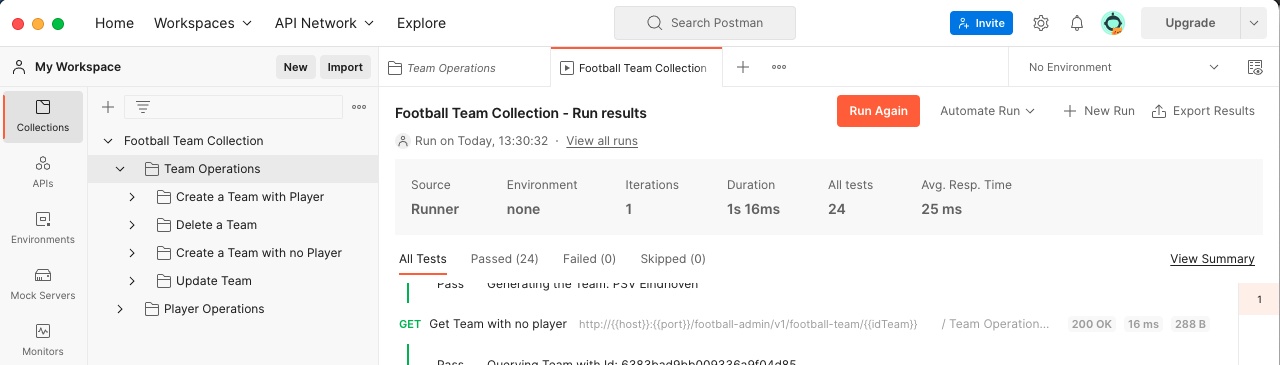 Home Workspaces API Network Explore Search Postman Invite Upgrade
My Workspace New Import
Team Operations Football Team Collection No Environment
Collections
APIs
Environments
Mock Servers
Monitors
Football Team Collection
Team Operations
Create a Team with Player
Delete a Team
Create a Team with no Player
Update Team
Player Operations
Football Team Collection - Run results Run Again Automate Run New Run Export Results
Run on Today, 13:30:32 · View all runs
Source Environment Iterations Duration All tests Avg. Resp. Time
Runner none 1 1s 16ms 24 25 ms
All Tests Passed (24) Failed (0) Skipped (0) View Summary
Pass Generating the Team: PSV Eindhoven
1
GET Get Team with no player http://{{host}}:{{port}}/football-admin/v1/football-team/{{idTeam}} / Team Operation... 200 OK 16 ms 288 B
Pass Querying Team with Id: 6383bad9bb009336a9f04d85